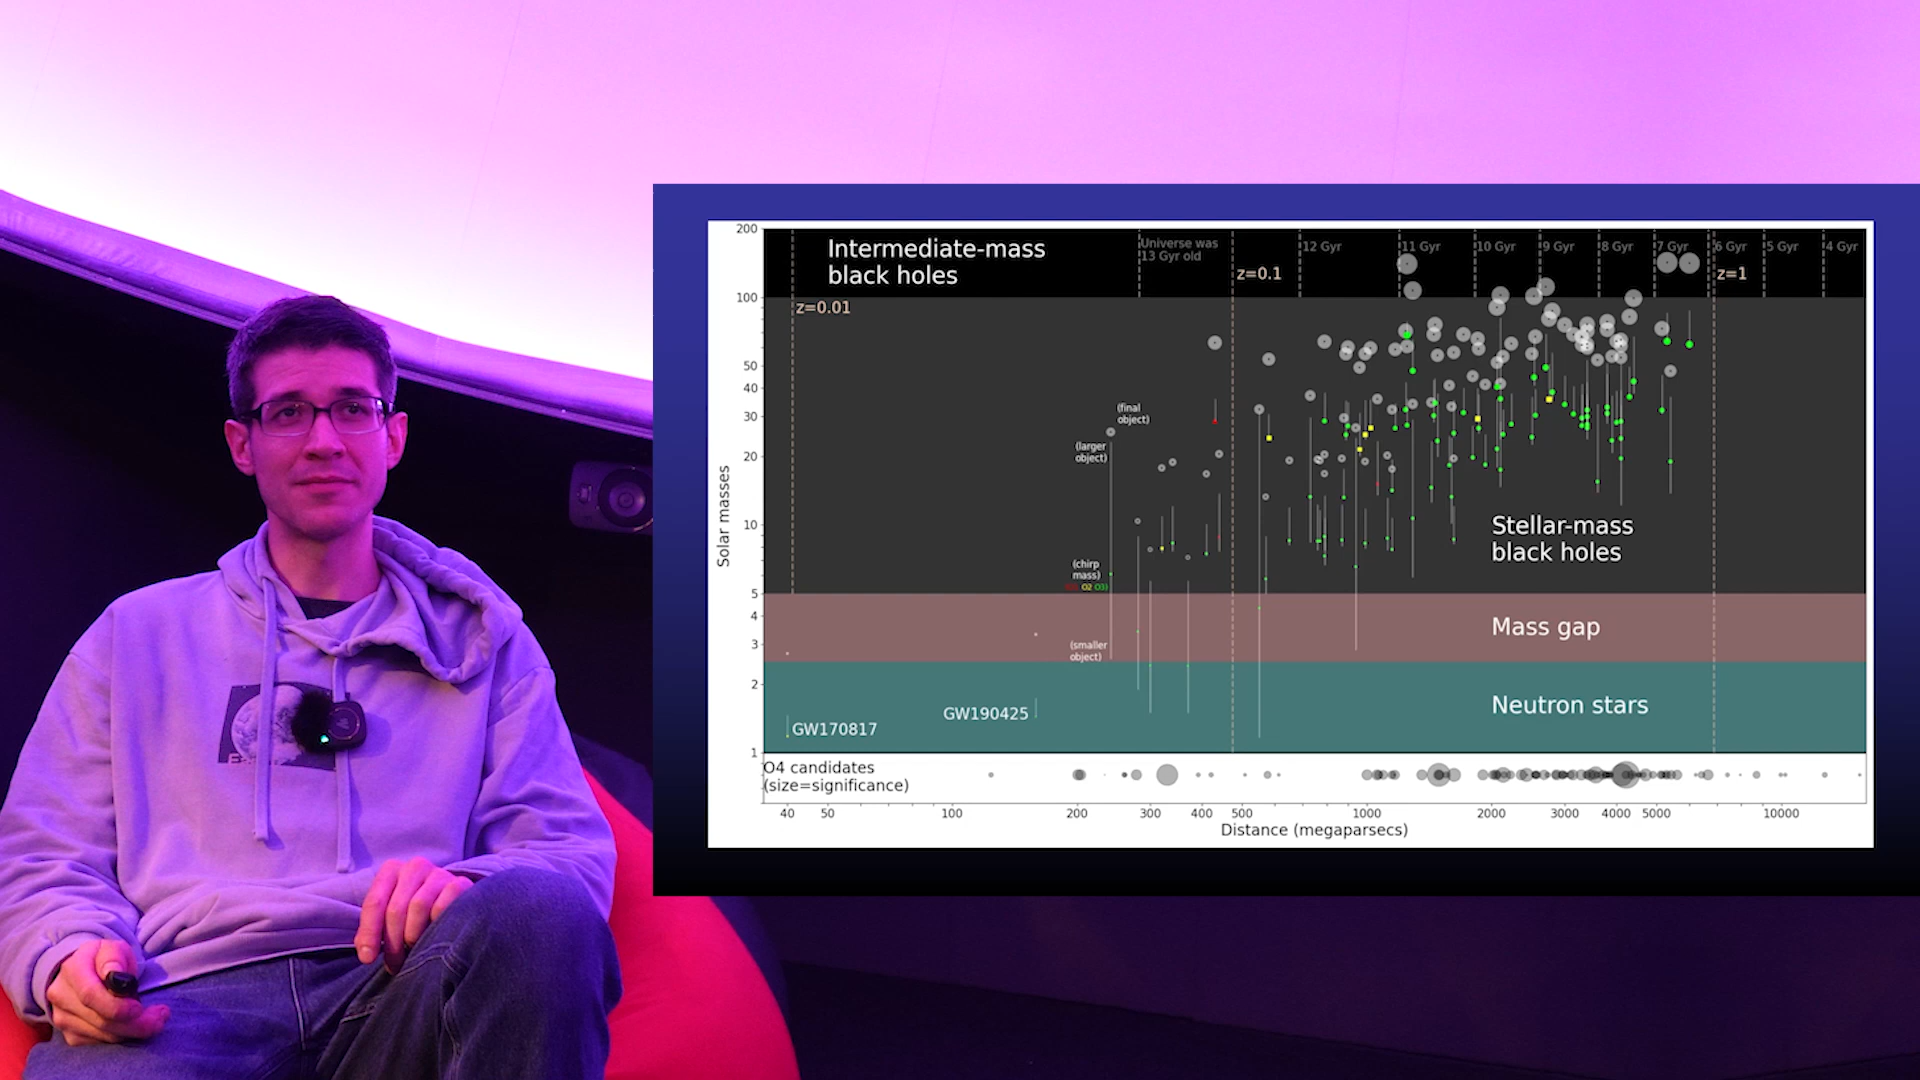 200
100
50
40
30
20
10
5
4
3
2
1
Solar masses
Intermediate-mass
black holes
z=0.01
Universe was
13 Gyr old
z=0.1
12 Gyr
11 Gyr
10 Gyr
9 Gyr
8 Gyr
7 Gyr
6 Gyr
5 Gyr
4 Gyr
z=1
(final
object)
(larger
object)
(chirp
mass)
O2 O3)
(smaller
object)
Stellar-mass
black holes
Mass gap
Neutron stars
GW190425
GW170817
O4 candidates
(size=significance)
40 50 100 200 300 400 500 1000 2000 3000 4000 5000 10000
Distance (megaparsecs)